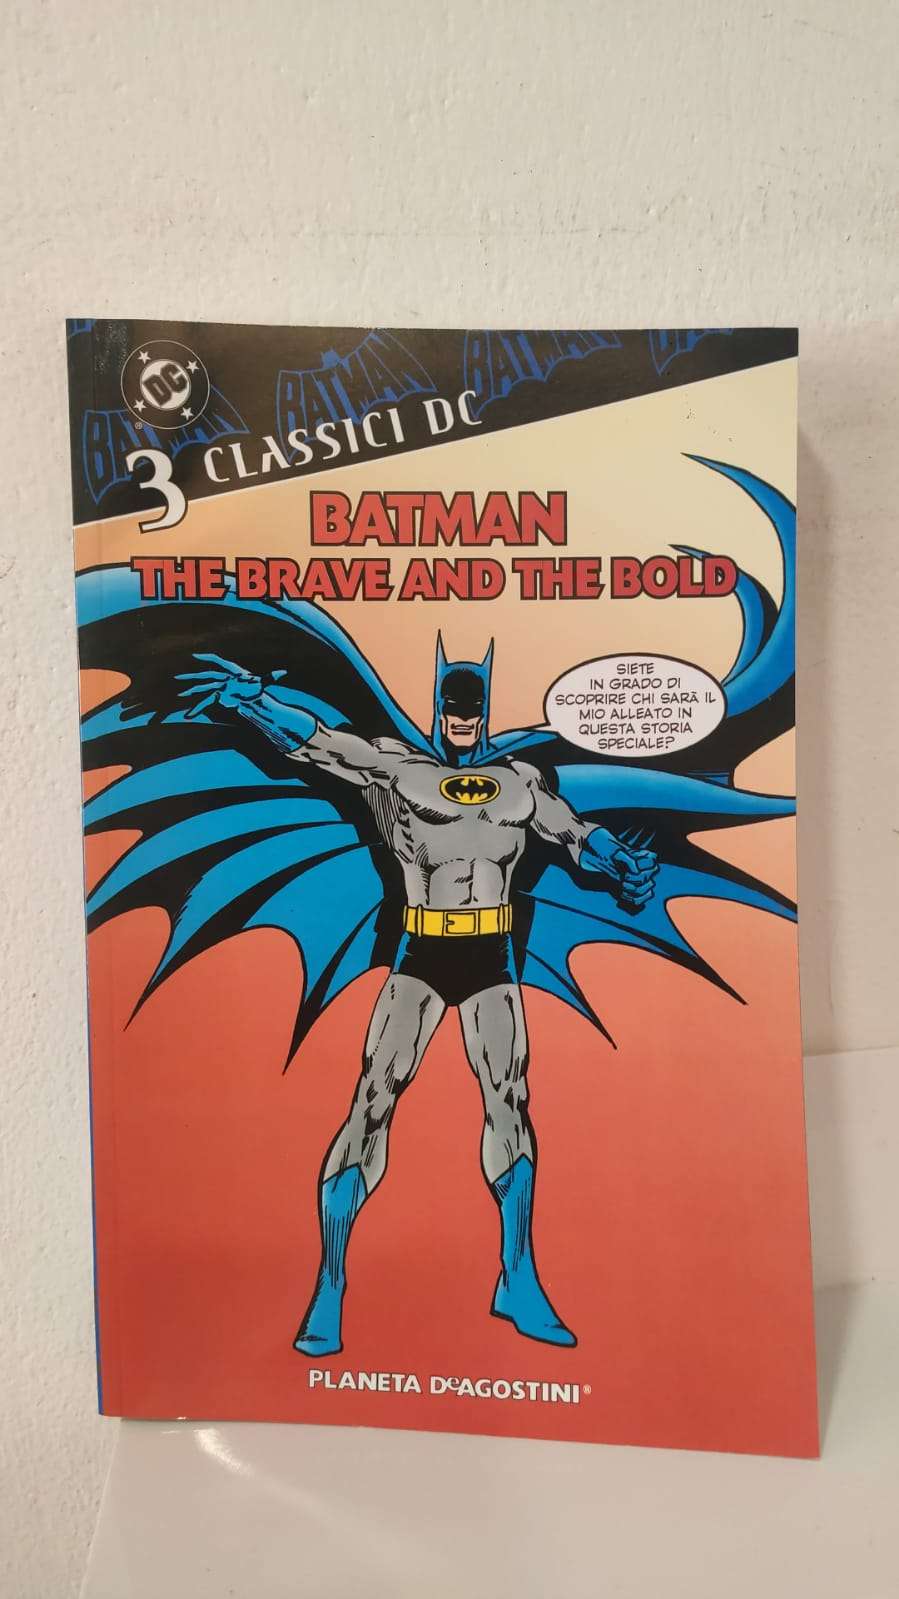 BATMAN
BATMAN
BATMAN
BATMAN
DC
3 CLASSICI DC
BATMAN
THE BRAVE AND THE BOLD
SIETE
IN GRADO DI
SCOPRIRE CHI SARÀ IL
MIO ALLEATO IN
QUESTA STORIA
SPECIALE?
PLANETA DeAGOSTINI®